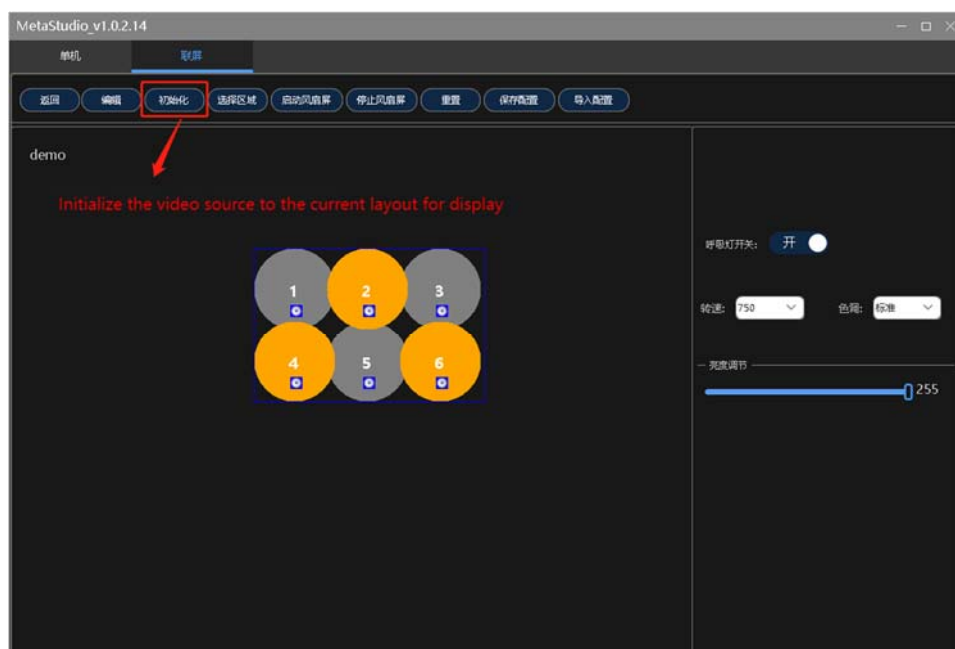 MetaStudio_v1.0.2.14
单机 联屏
返回 编辑 初始化 选择区域 启动风扇屏 停止风扇屏 重置 保存配置 导入配置
demo
Initialize the video source to the current layout for display
1 2 3
4 5 6
呼吸灯开关: 开
转速: 750 色阶: 标准
亮度调节
255